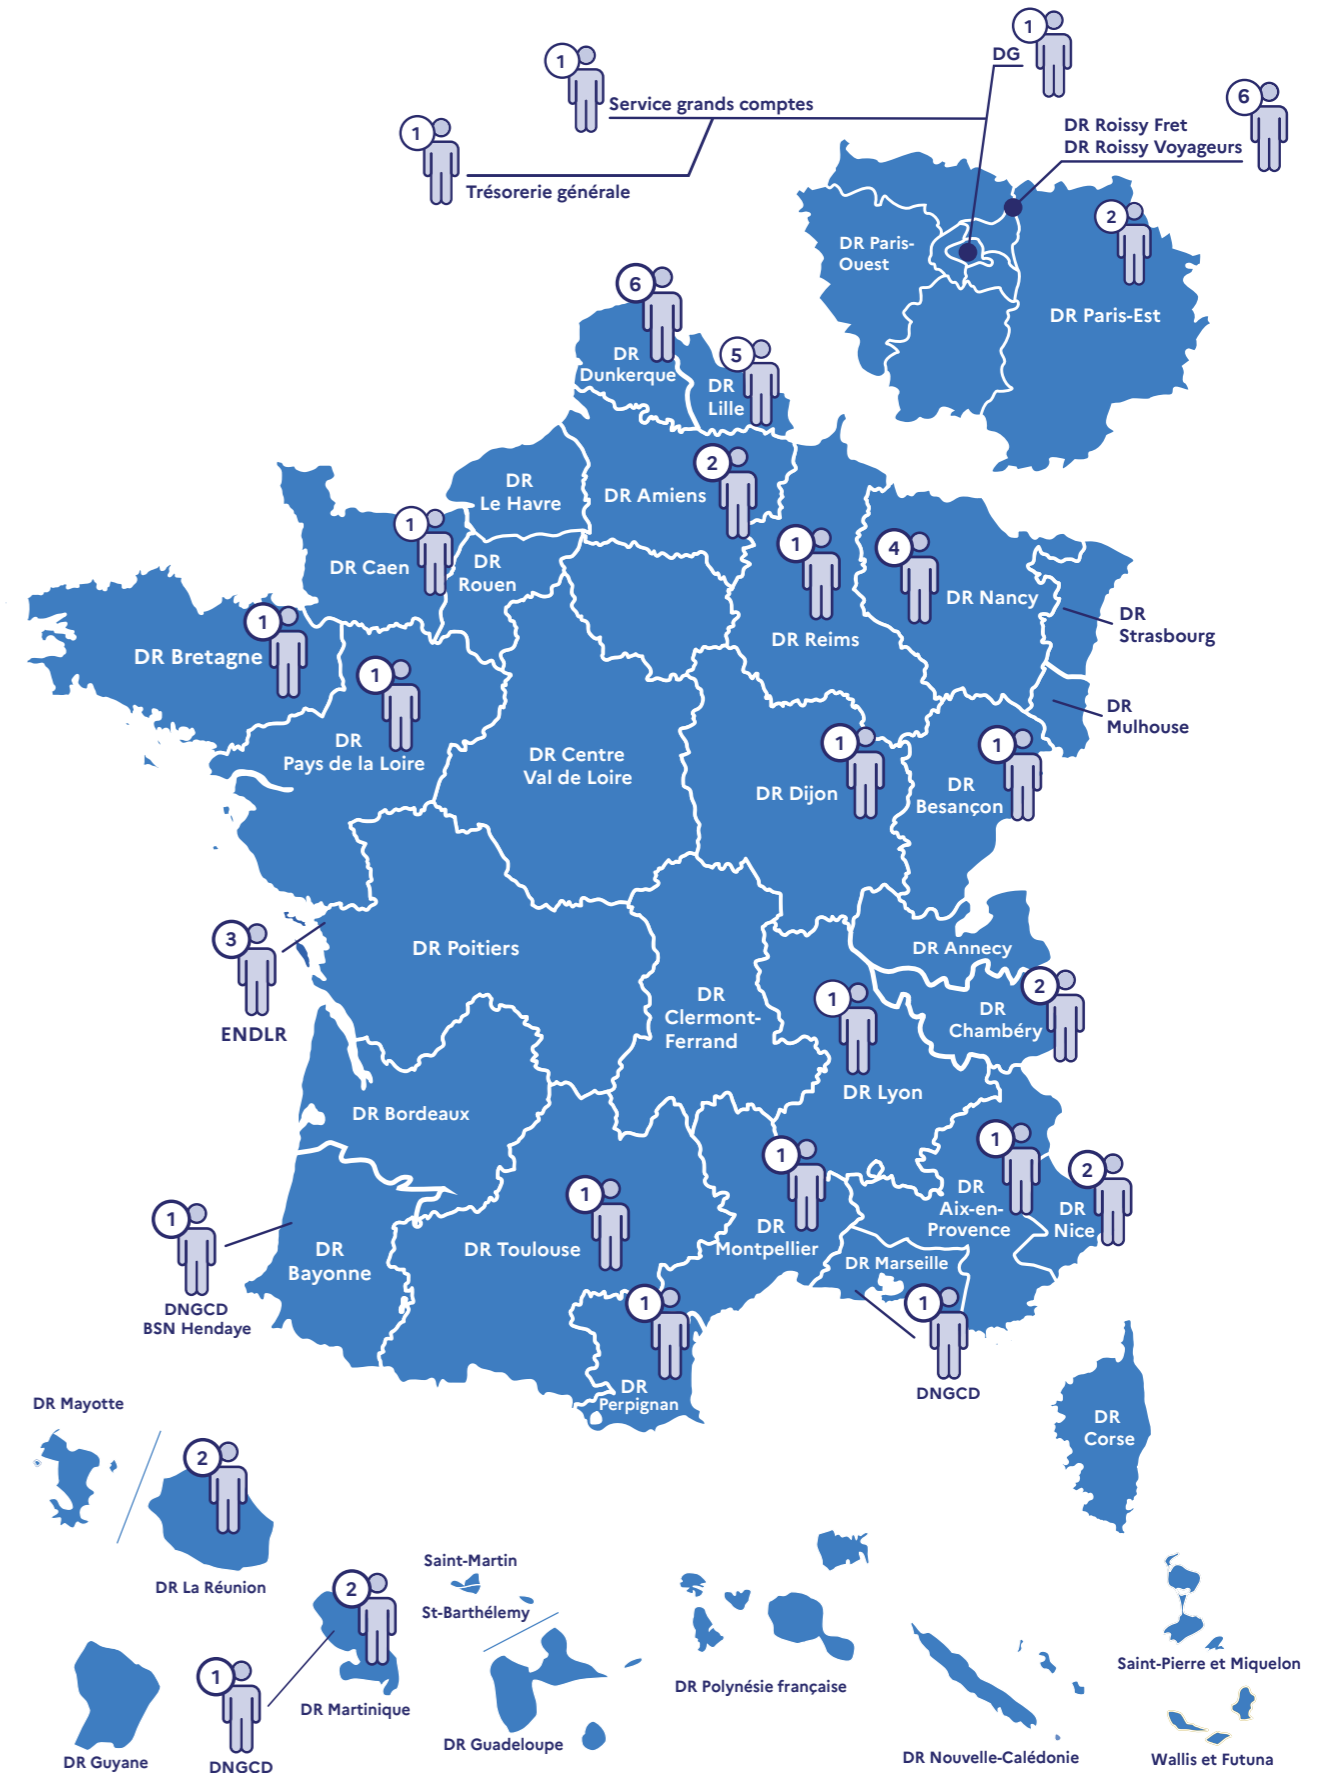 1
DG
1
Service grands comptes
6
DR Roissy Fret
DR Roissy Voyageurs
1
Trésorerie générale
2
DR Paris-
Ouest
DR Paris-Est
6
DR
Dunkerque
5
DR
Lille
2
DR Amiens
DR
Le Havre
1
DR Caen
DR
Rouen
1
DR Reims
4
DR Nancy
DR
Strasbourg
DR
Mulhouse
1
DR Bretagne
1
DR
Pays de la Loire
DR Centre
Val de Loire
1
DR Dijon
1
DR
Besançon
3
ENDLR
DR Poitiers
DR
Clermont-
Ferrand
DR Annecy
2
DR
Chambéry
1
DR Lyon
DR Bordeaux
1
DNGCD
BSN Hendaye
DR
Bayonne
1
DR Toulouse
1
DR
Montpellier
1
DR
Aix-en-
Provence
2
DR
Nice
DR Marseille
1
DNGCD
1
DR
Perpignan
DR
Corse
DR Mayotte
2
DR La Réunion
DR Guyane
1
DNGCD
2
DR Martinique
Saint-Martin
St-Barthélemy
DR Guadeloupe
DR Polynésie française
DR Nouvelle-Calédonie
Saint-Pierre et Miquelon
Wallis et Futuna